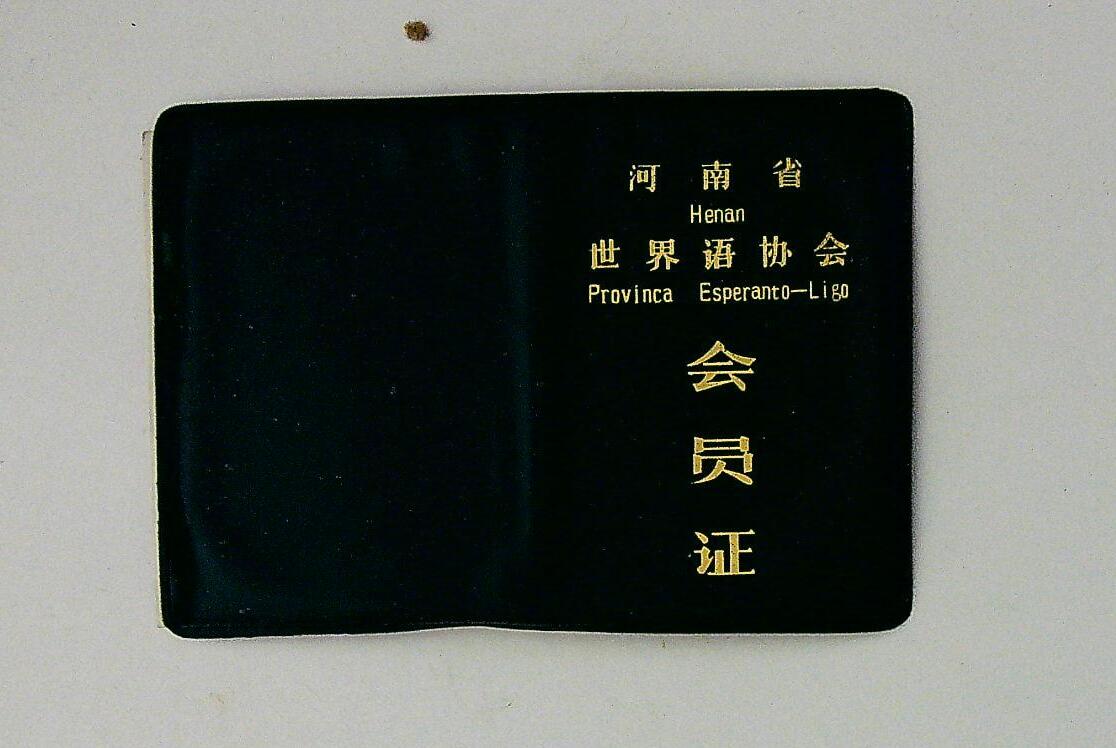 河南省
Henan
世界语协会
Provinca Esperanto-Ligo
会
员
证